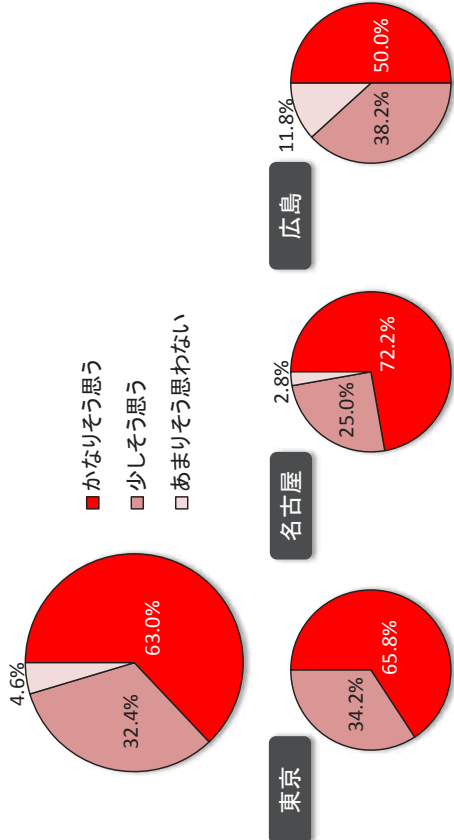 4.6%
32.4%
63.0%
かなりそう思う
少しそう思う
あまりそう思わない
東京
34.2%
65.8%
名古屋
2.8%
25.0%
72.2%
広島
11.8%
38.2%
50.0%